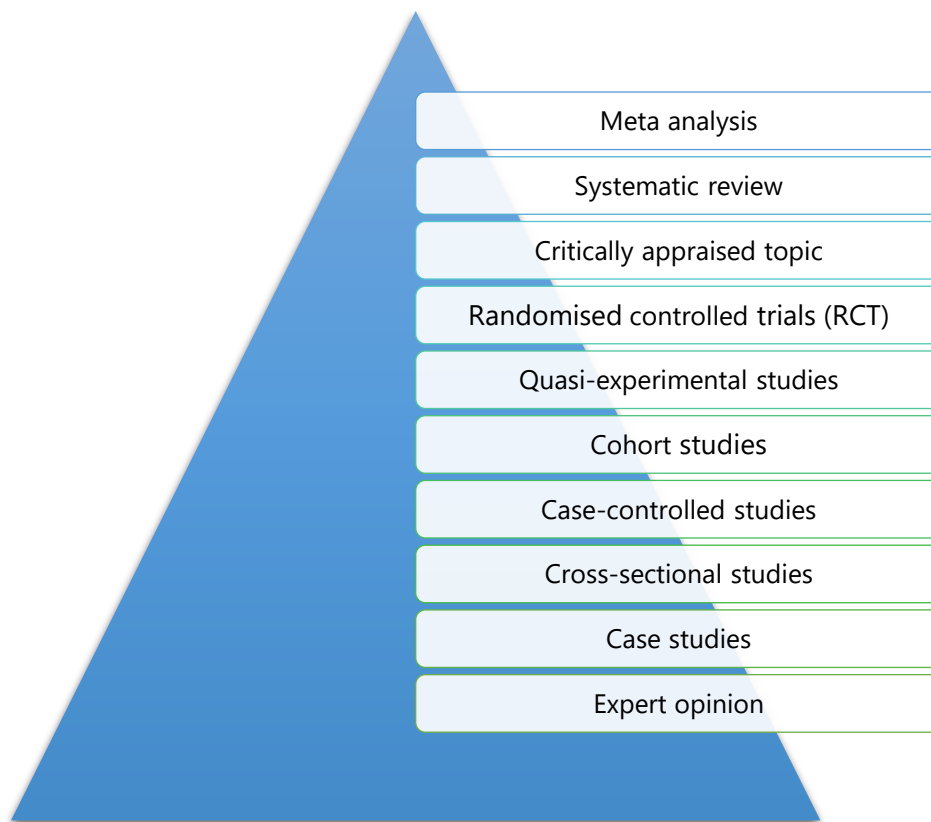 Meta analysis
Systematic review
Critically appraised topic
Randomised controlled trials (RCT)
Quasi-experimental studies
Cohort studies
Case-controlled studies
Cross-sectional studies
Case studies
Expert opinion